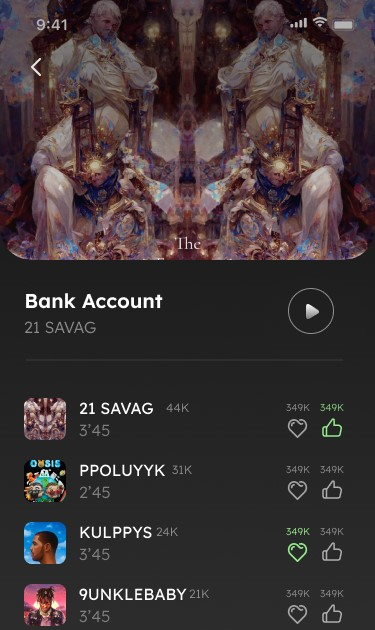 9:41
The
Bank Account
21 SAVAG
21 SAVAG 44K
3’45
349K 349K
PPOLUYYK 31K
2’45
349K 349K
KULPPYS 24K
3’45
349K 349K
9UNKLEBABY 21K
3’45
349K 349K